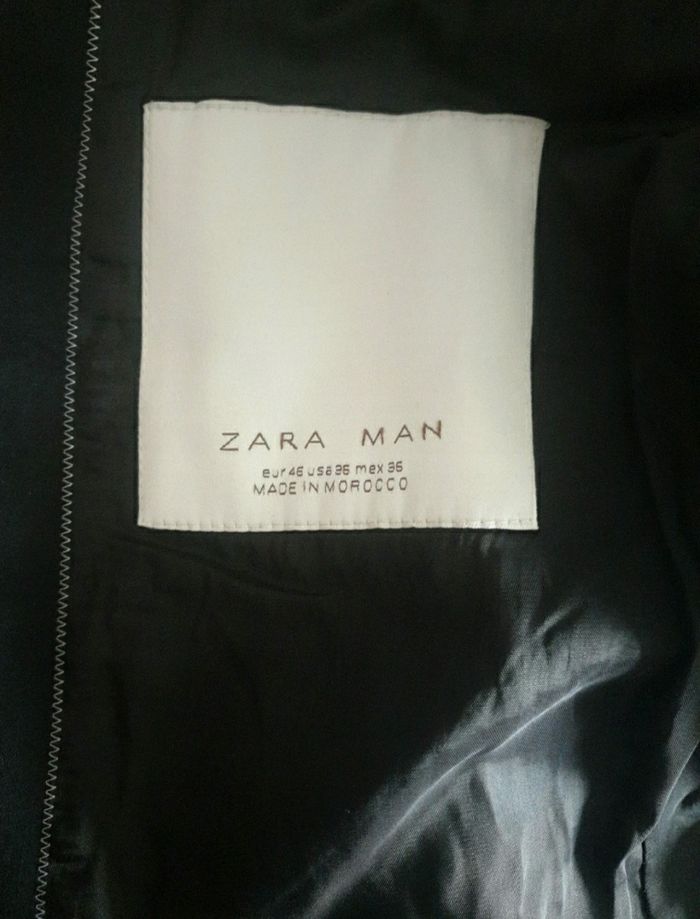 ZARA MAN
eur 46 usa 36 mex 36
MADE IN MOROCCO